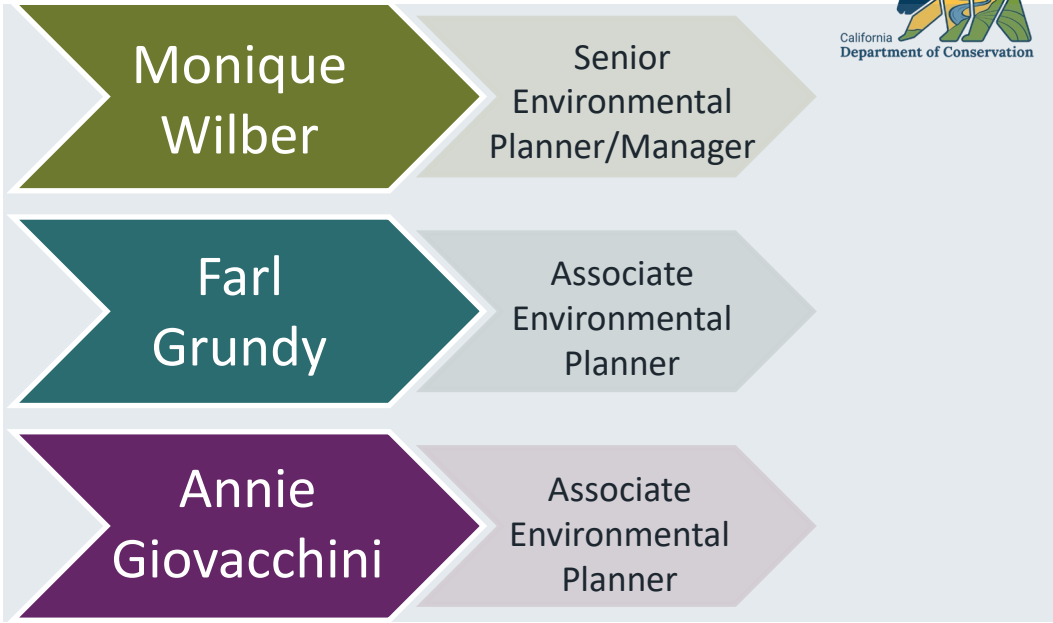 Monique
Wilber
Senior
Environmental
Planner/Manager
California
Department of Conservation
Farl
Grundy
Associate
Environmental
Planner
Annie
Giovacchini
Associate
Environmental
Planner